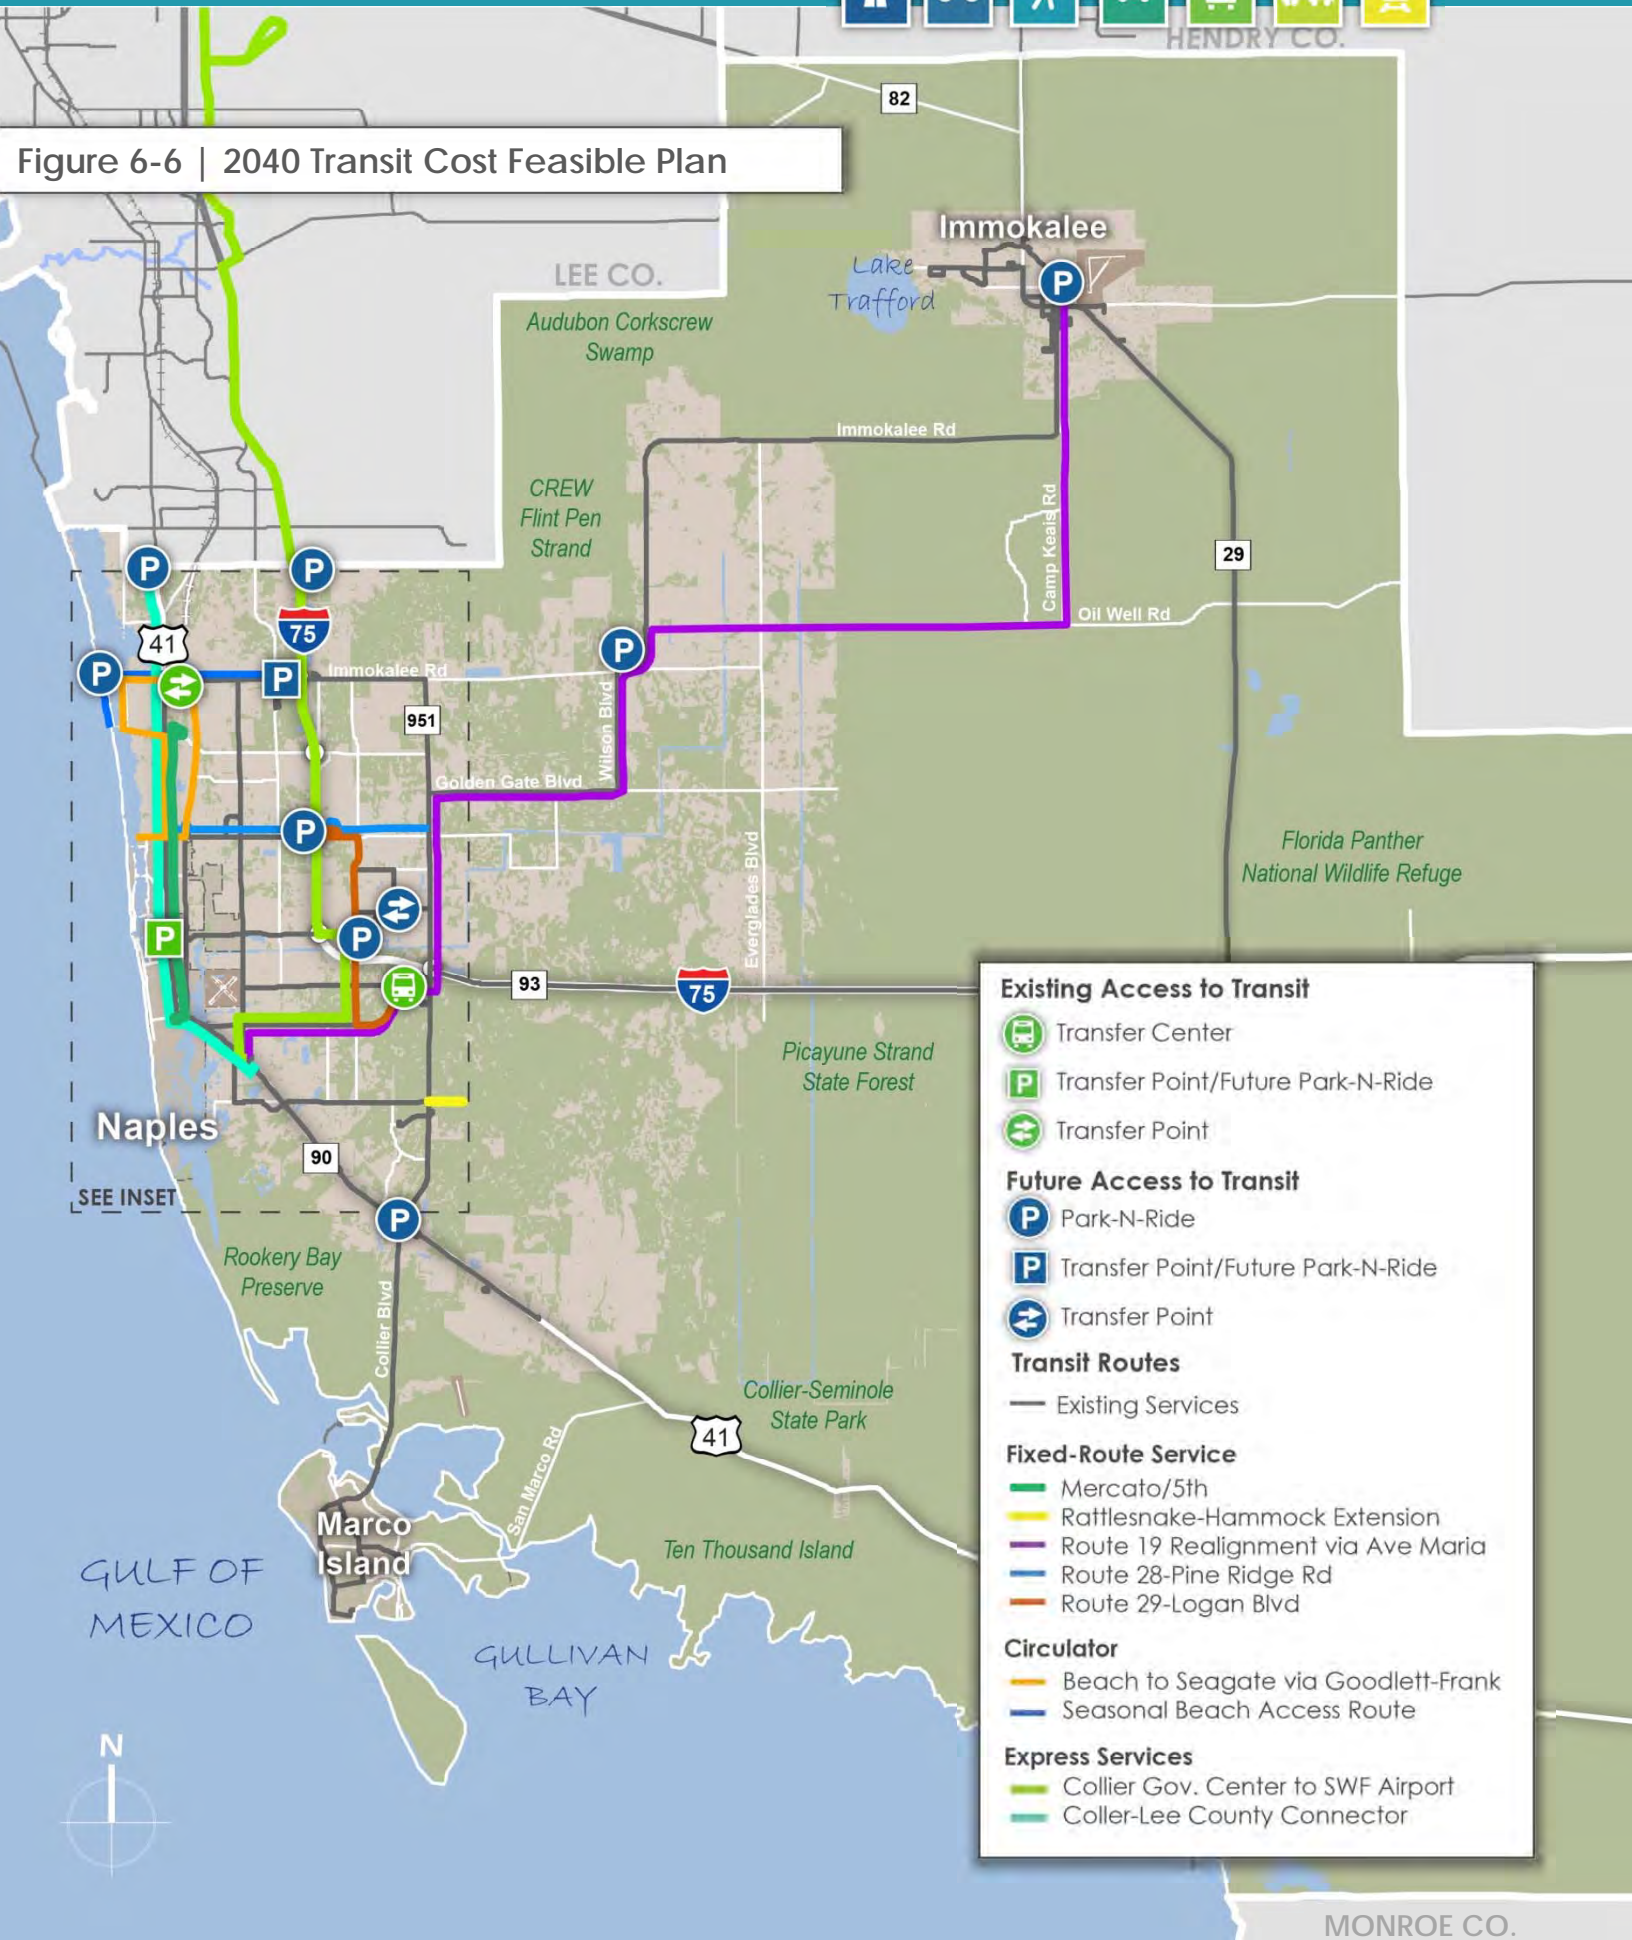 HENDRY CO.
82
Figure 6-6 | 2040 Transit Cost Feasible Plan
Immokalee
LEE CO.
Lake
Trafford
P
Audubon Corkscrew
Swamp
Immokalee Rd
CREW
Flint Pen
Strand
Camp Keais Rd
29
P
P
Oil Well Rd
41
75
P
P
P
Immokalee Rd
951
Wilson Blvd
Golden Gate Blvd
P
Everglades Blvd
Florida Panther
National Wildlife Refuge
P
P
93
75
Picayune Strand
State Forest
Naples
90
SEE INSET
P
Rookery Bay
Preserve
Collier Blvd
Collier-Seminole
State Park
41
San Marco Rd
Marco
Island
Ten Thousand Island
GULF OF
MEXICO
GULLIVAN
BAY
N
Existing Access to Transit
Transfer Center
P Transfer Point/Future Park-N-Ride
Transfer Point
Future Access to Transit
P Park-N-Ride
P Transfer Point/Future Park-N-Ride
Transfer Point
Transit Routes
Existing Services
Fixed-Route Service
Mercato/5th
Rattlesnake-Hammock Extension
Route 19 Realignment via Ave Maria
Route 28-Pine Ridge Rd
Route 29-Logan Blvd
Circulator
Beach to Seagate via Goodlett-Frank
Seasonal Beach Access Route
Express Services
Collier Gov. Center to SWF Airport
Coller-Lee County Connector
MONROE CO.